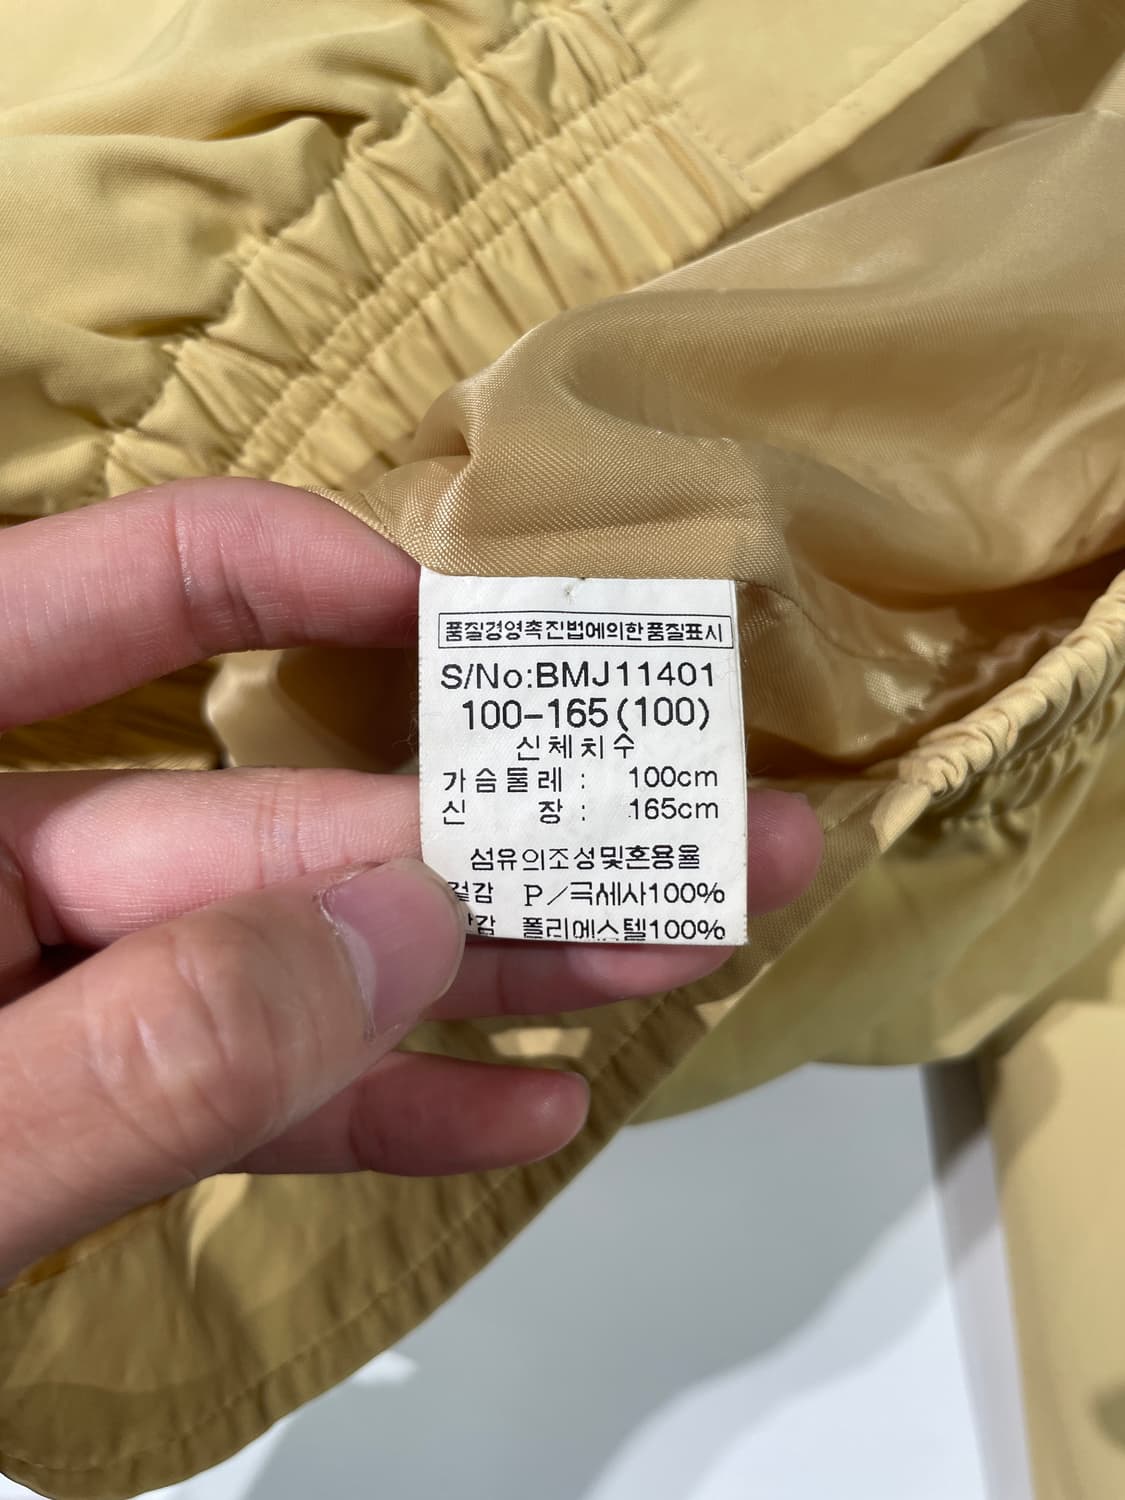 품질경영촉진법에의한품질표시
S/No:BMJ11401
100-165(100)
신체치수
가슴둘레 : 100cm
신 장 : 165cm
섬유의조성및혼용율
겉감 P/극세사100%
폴리에스텔100%